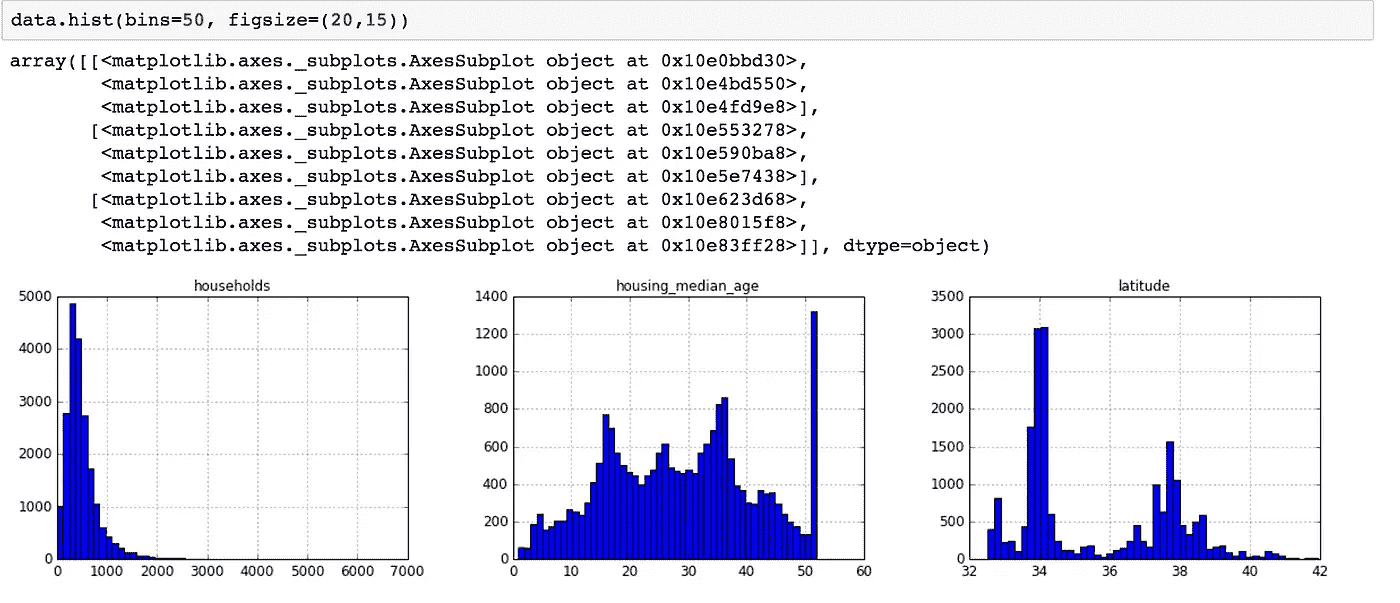 data.hist(bins=50, figsize=(20,15))
array([[<matplotlib.axes._subplots.AxesSubplot object at 0x10e0bbd30>,
<matplotlib.axes._subplots.AxesSubplot object at 0x10e4bd550>,
<matplotlib.axes._subplots.AxesSubplot object at 0x10e4fd9e8>],
[<matplotlib.axes._subplots.AxesSubplot object at 0x10e553278>,
<matplotlib.axes._subplots.AxesSubplot object at 0x10e590ba8>,
<matplotlib.axes._subplots.AxesSubplot object at 0x10e5e7438>],
[<matplotlib.axes._subplots.AxesSubplot object at 0x10e623d68>,
<matplotlib.axes._subplots.AxesSubplot object at 0x10e8015f8>,
<matplotlib.axes._subplots.AxesSubplot object at 0x10e83ff28>]], dtype=object)
households
5000
4000
3000
2000
1000
0
0 1000 2000 3000 4000 5000 6000 7000
housing_median_age
1400
1200
1000
800
600
400
200
0
0 10 20 30 40 50 60
latitude
3500
3000
2500
2000
1500
1000
500
0
32 34 36 38 40 42